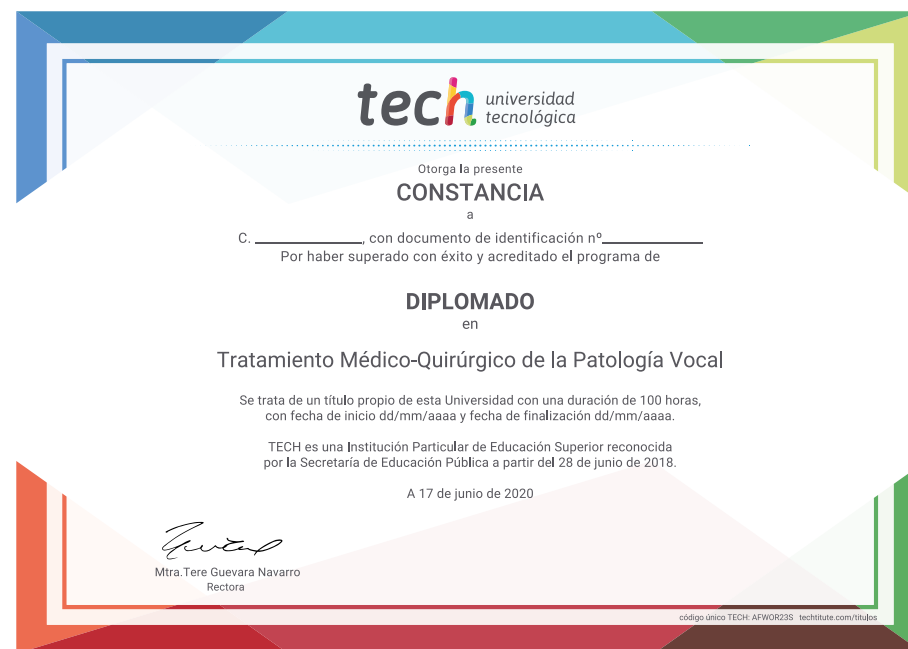 tech universidad
tecnológica
Otorga la presente
CONSTANCIA
a
C. ____________, con documento de identificación nº____________
Por haber superado con éxito y acreditado el programa de
DIPLOMADO
en
Tratamiento Médico-Quirúrgico de la Patología Vocal
Se trata de un título propio de esta Universidad con una duración de 100 horas,
con fecha de inicio dd/mm/aaaa y fecha de finalización dd/mm/aaaa.
TECH es una Institución Particular de Educación Superior reconocida
por la Secretaría de Educación Pública a partir del 28 de junio de 2018.
A 17 de junio de 2020
Mtra.Tere Guevara Navarro
Rectora
código único TECH: AFWOR23S techtitute.com/titulos